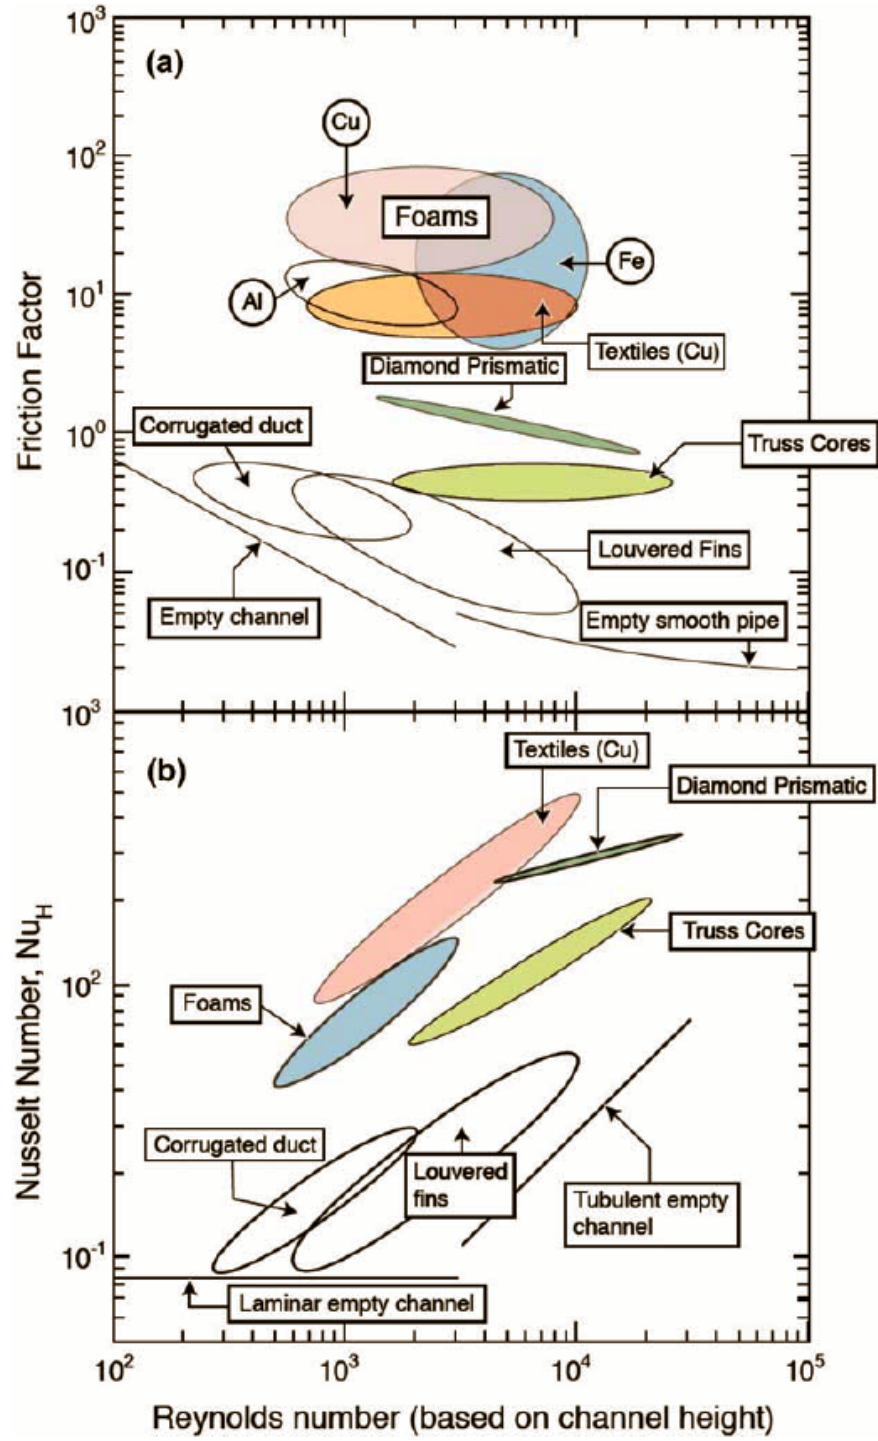 10³
(a)
Cu
10²
Foams
Fe
Al
10¹
Textiles (Cu)
Diamond Prismatic
Corrugated duct
10⁰
Truss Cores
Louvered Fins
10⁻¹
Empty channel
Empty smooth pipe
Friction Factor
10³
(b)
Textiles (Cu)
Diamond Prismatic
Truss Cores
10²
Foams
Corrugated duct
Louvered
fins
Tubulent empty
channel
10⁻¹
Laminar empty channel
Nusselt Number, Nu_H
10² 10³ 10⁴ 10⁵
Reynolds number (based on channel height)